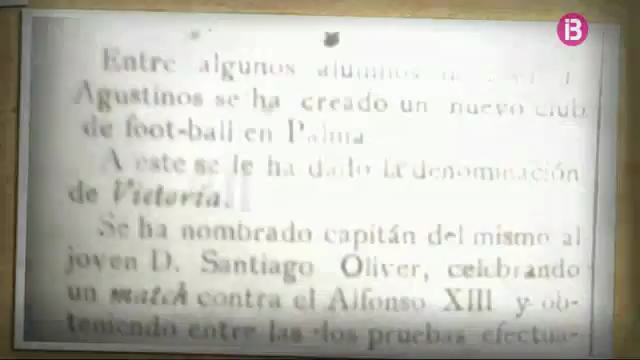 Entre algunos alumnos
Agustinos se ha creado un nuevo club
de foot-ball en Palma
A este se le ha dado la denominación
de Victoria.
Se ha nombrado capitán del mismo al
joven D. Santiago Oliver, celebrando
un match contra el Alfonso XIII y ob-
teniendo entre las dos pruebas efectua-